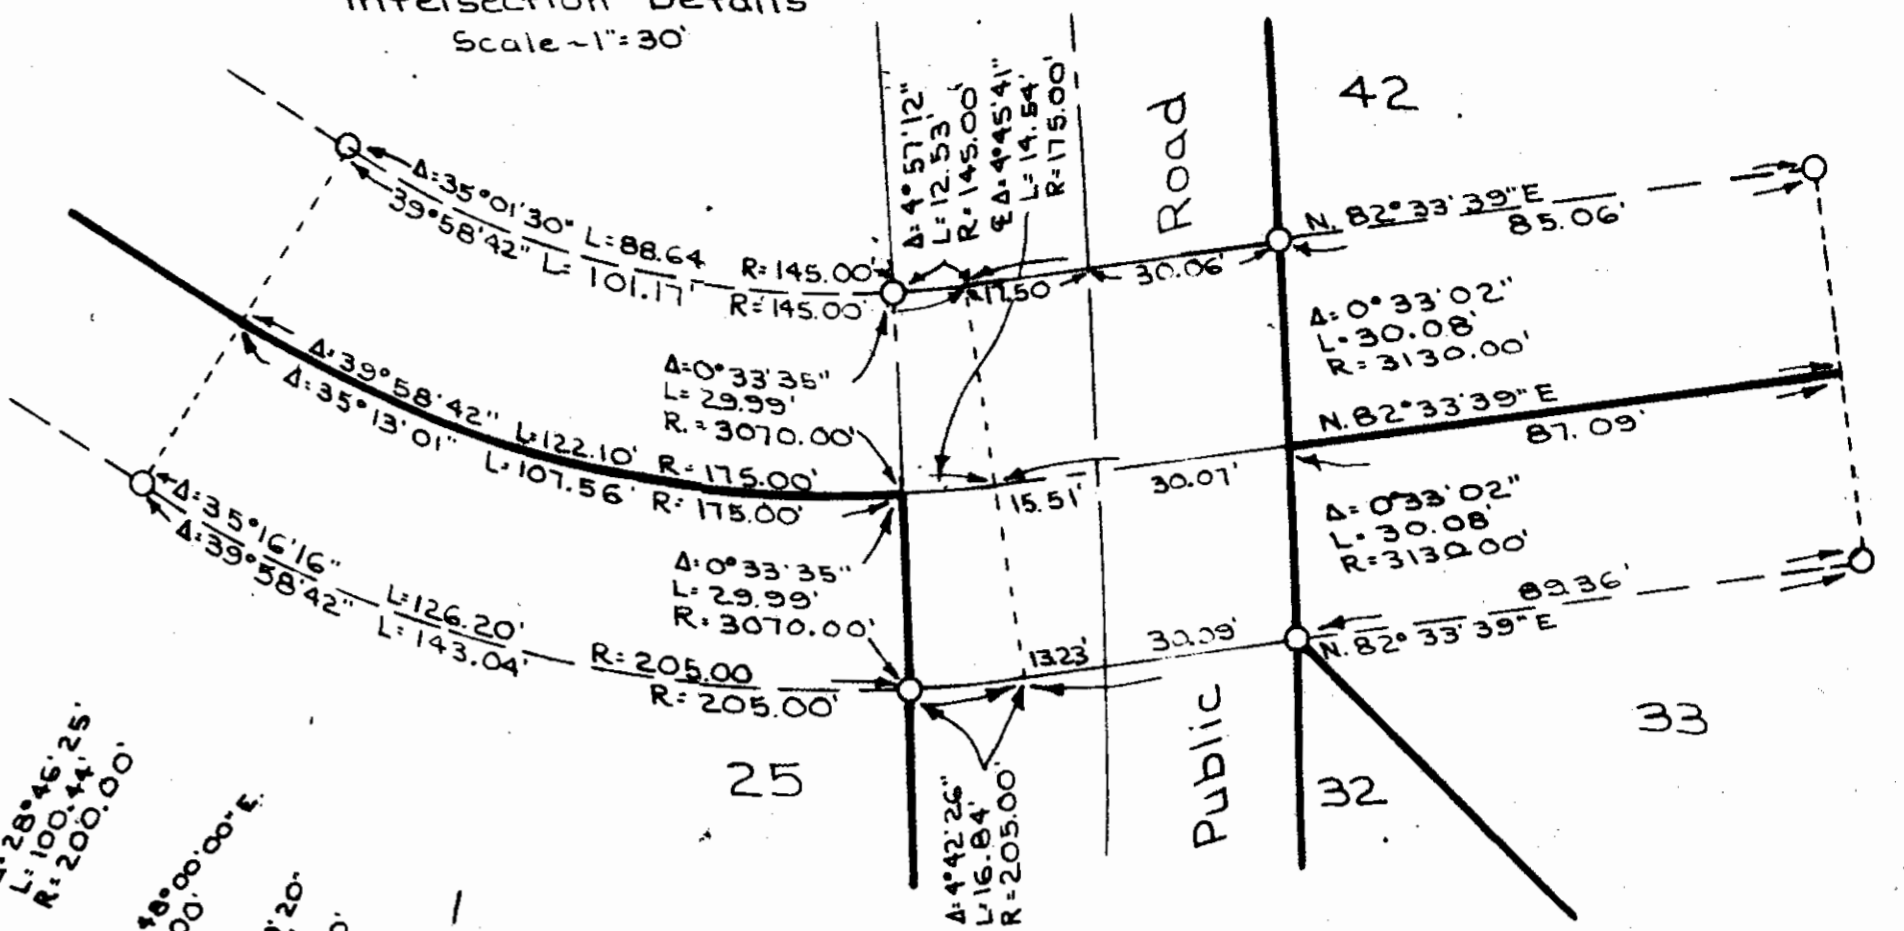 Intersection Details
Scale ~ 1"=30'
Δ=35°01'30" L=88.64 R=145.00'
39°58'42" L=101.17' R=145.00'
Δ=4°57'12"
L=12.53'
R=145.00'
℄ Δ=4°45'41"
L=14.54'
R=175.00'
Road
42
N. 82°33'39"E
85.06'
17.50
30.06'
Δ=0°33'35"
L=29.99'
R.=3070.00'
Δ=0°33'02"
L=30.08'
R=3130.00'
Δ=39°58'42" L=122.10' R=175.00'
Δ=35°13'01" L=107.56' R=175.00'
15.51'
30.07'
N. 82°33'39"E
87.09'
Δ=0°33'35"
L=29.99'
R=3070.00'
Δ=0°33'02"
L=30.08'
R=3130.00'
Δ=35°16'16" L=126.20' R=205.00
Δ=39°58'42" L=143.04' R=205.00'
13.23'
30.09'
89.36'
N. 82°33'39"E
25
Δ=4°42'26"
L=16.84'
R=205.00'
Public
32
33
28°46'25"
L=100.44'
R=200.00'
48°00'00"E.
00'
'20"